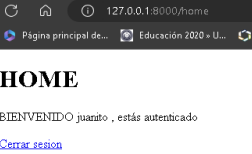 127.0.0.1:8000/home
Página principal de... Educación 2020 » U...
HOME
BIENVENIDO juanito , estás autenticado
Cerrar sesion